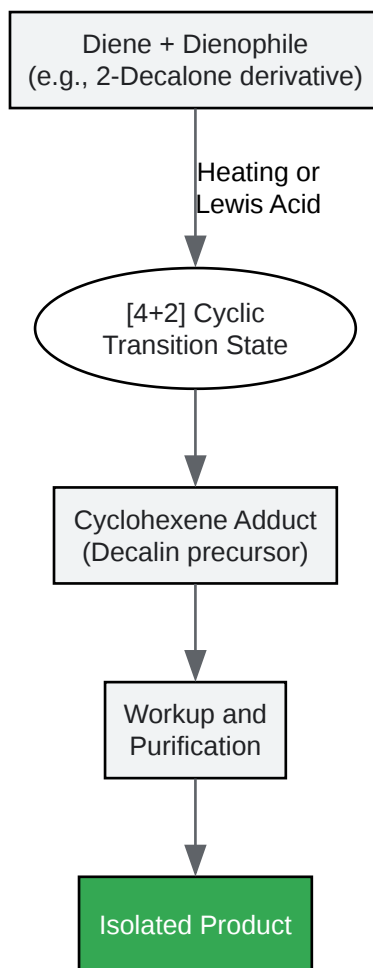 Diene + Dienophile
(e.g., 2-Decalone derivative)
Heating or
Lewis Acid
[4+2] Cyclic
Transition State
Cyclohexene Adduct
(Decalin precursor)
Workup and
Purification
Isolated Product